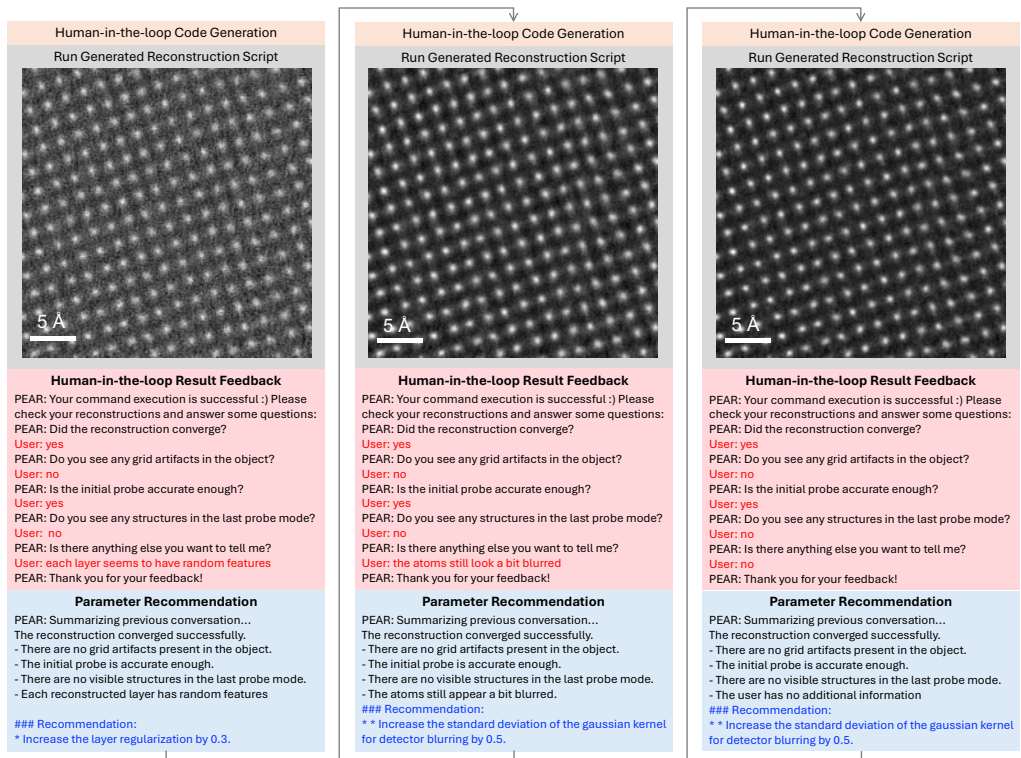 Human-in-the-loop Code Generation
Run Generated Reconstruction Script
5 Å
Human-in-the-loop Result Feedback
PEAR: Your command execution is successful :) Please
check your reconstructions and answer some questions:
PEAR: Did the reconstruction converge?
User: yes
PEAR: Do you see any grid artifacts in the object?
User: no
PEAR: Is the initial probe accurate enough?
User: yes
PEAR: Do you see any structures in the last probe mode?
User: no
PEAR: Is there anything else you want to tell me?
User: each layer seems to have random features
PEAR: Thank you for your feedback!
Parameter Recommendation
PEAR: Summarizing previous conversation...
The reconstruction converged successfully.
- There are no grid artifacts present in the object.
- The initial probe is accurate enough.
- There are no visible structures in the last probe mode.
- Each reconstructed layer has random features
### Recommendation:
* Increase the layer regularization by 0.3.
Human-in-the-loop Code Generation
Run Generated Reconstruction Script
5 Å
Human-in-the-loop Result Feedback
PEAR: Your command execution is successful :) Please
check your reconstructions and answer some questions:
PEAR: Did the reconstruction converge?
User: yes
PEAR: Do you see any grid artifacts in the object?
User: no
PEAR: Is the initial probe accurate enough?
User: yes
PEAR: Do you see any structures in the last probe mode?
User: no
PEAR: Is there anything else you want to tell me?
User: the atoms still look a bit blurred
PEAR: Thank you for your feedback!
Parameter Recommendation
PEAR: Summarizing previous conversation...
The reconstruction converged successfully.
- There are no grid artifacts present in the object.
- The initial probe is accurate enough.
- There are no visible structures in the last probe mode.
- The atoms still appear a bit blurred.
### Recommendation:
* * Increase the standard deviation of the gaussian kernel
for detector blurring by 0.5.
Human-in-the-loop Code Generation
Run Generated Reconstruction Script
5 Å
Human-in-the-loop Result Feedback
PEAR: Your command execution is successful :) Please
check your reconstructions and answer some questions:
PEAR: Did the reconstruction converge?
User: yes
PEAR: Do you see any grid artifacts in the object?
User: no
PEAR: Is the initial probe accurate enough?
User: yes
PEAR: Do you see any structures in the last probe mode?
User: no
PEAR: Is there anything else you want to tell me?
User: no
PEAR: Thank you for your feedback!
Parameter Recommendation
PEAR: Summarizing previous conversation...
The reconstruction converged successfully.
- There are no grid artifacts present in the object.
- The initial probe is accurate enough.
- There are no visible structures in the last probe mode.
- The user has no additional information
### Recommendation:
* * Increase the standard deviation of the gaussian kernel
for detector blurring by 0.5.